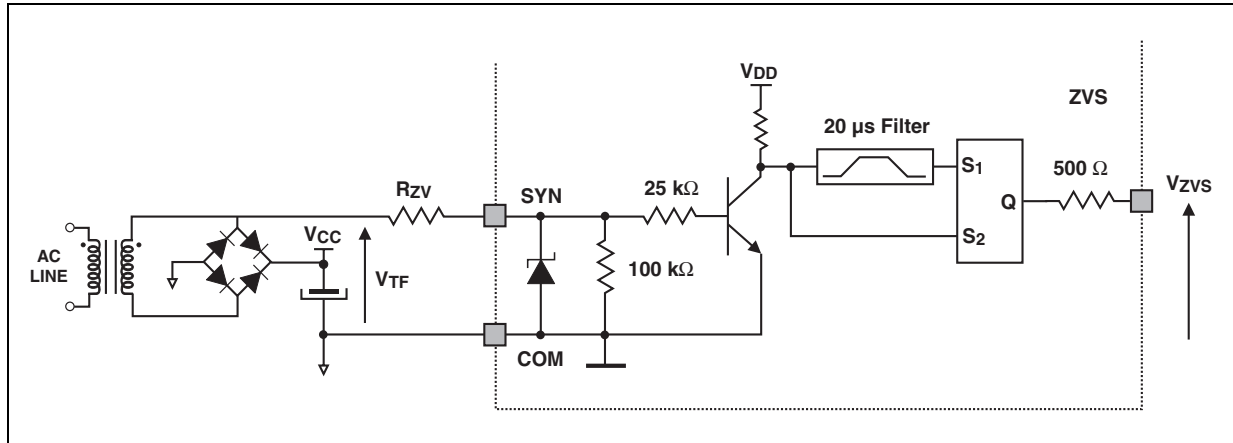 VDD
ZVS
20 µs Filter
S1
500 Ω
VZVS
RZV
SYN
25 kΩ
Q
VCC
S2
AC
LINE
VTF
100 kΩ
COM